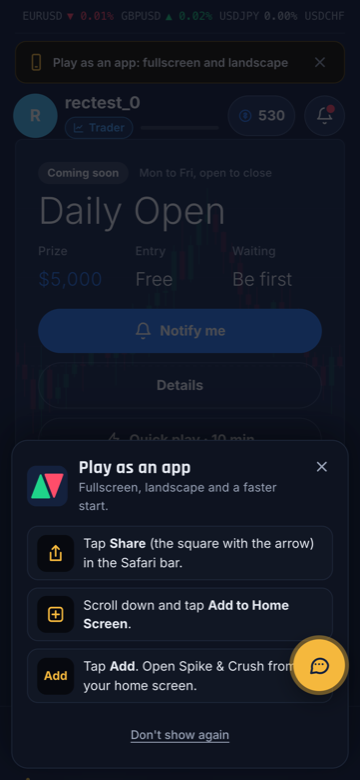 EURUSD ▼ 0.01% GBPUSD ▲ 0.02% USDJPY 0.00% USDCHF
Play as an app: fullscreen and landscape
R
rectest_0
Trader
530
Coming soon Mon to Fri, open to close
Daily Open
Prize Entry Waiting
$5,000 Free Be first
Notify me
Details
Quick play · 10 min
Play as an app
Fullscreen, landscape and a faster
start.
Tap Share (the square with the arrow)
in the Safari bar.
Scroll down and tap Add to Home
Screen.
Add
Tap Add. Open Spike & Crush from
your home screen.
Don't show again